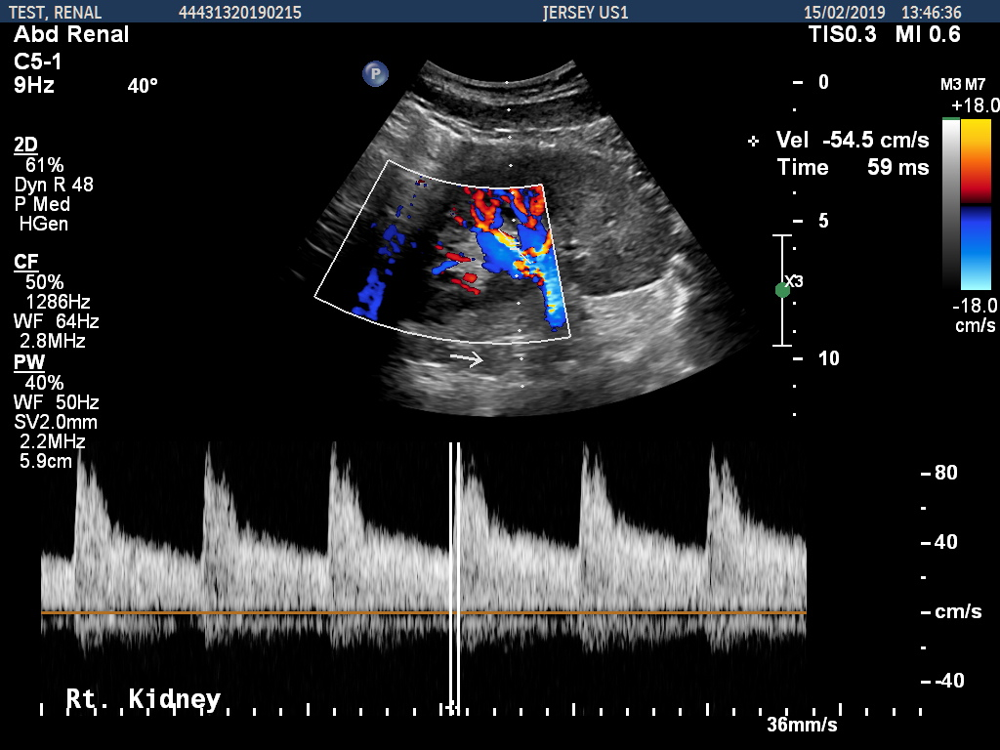 TEST, RENAL 44431320190215 JERSEY US1 15/02/2019 13:46:36
Abd Renal TIS0.3 MI 0.6
C5-1
9Hz 40°
P
0
M3 M7
+18.0
Vel -54.5 cm/s
Time 59 ms
2D
61%
Dyn R 48
P Med
HGen
5
CF
50%
1286Hz
WF 64Hz
2.8MHz
X3
-18.0
cm/s
10
PW
40%
WF 50Hz
SV2.0mm
2.2MHz
5.9cm
80
40
cm/s
-40
Rt. Kidney
36mm/s